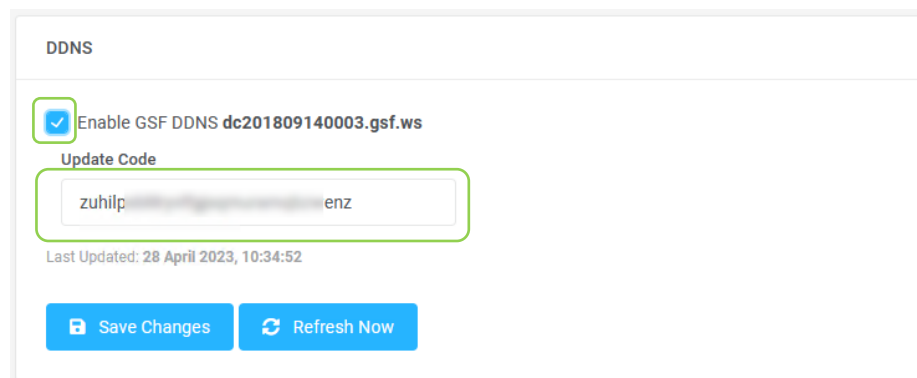 DDNS
Enable GSF DDNS dc201809140003.gsf.ws
Update Code
zuhilp enz
Last Updated: 28 April 2023, 10:34:52
Save Changes Refresh Now